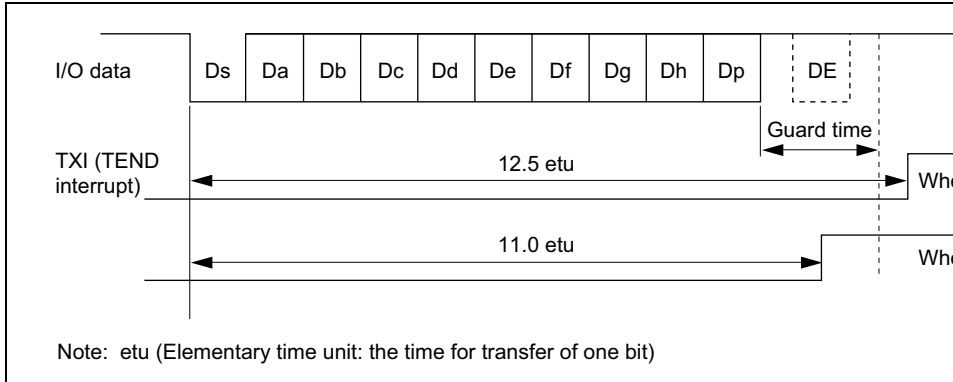 I/O data
Ds Da Db Dc Dd De Df Dg Dh Dp DE
Guard time
TXI (TEND
interrupt)
12.5 etu
11.0 etu
Note: etu (Elementary time unit: the time for transfer of one bit)